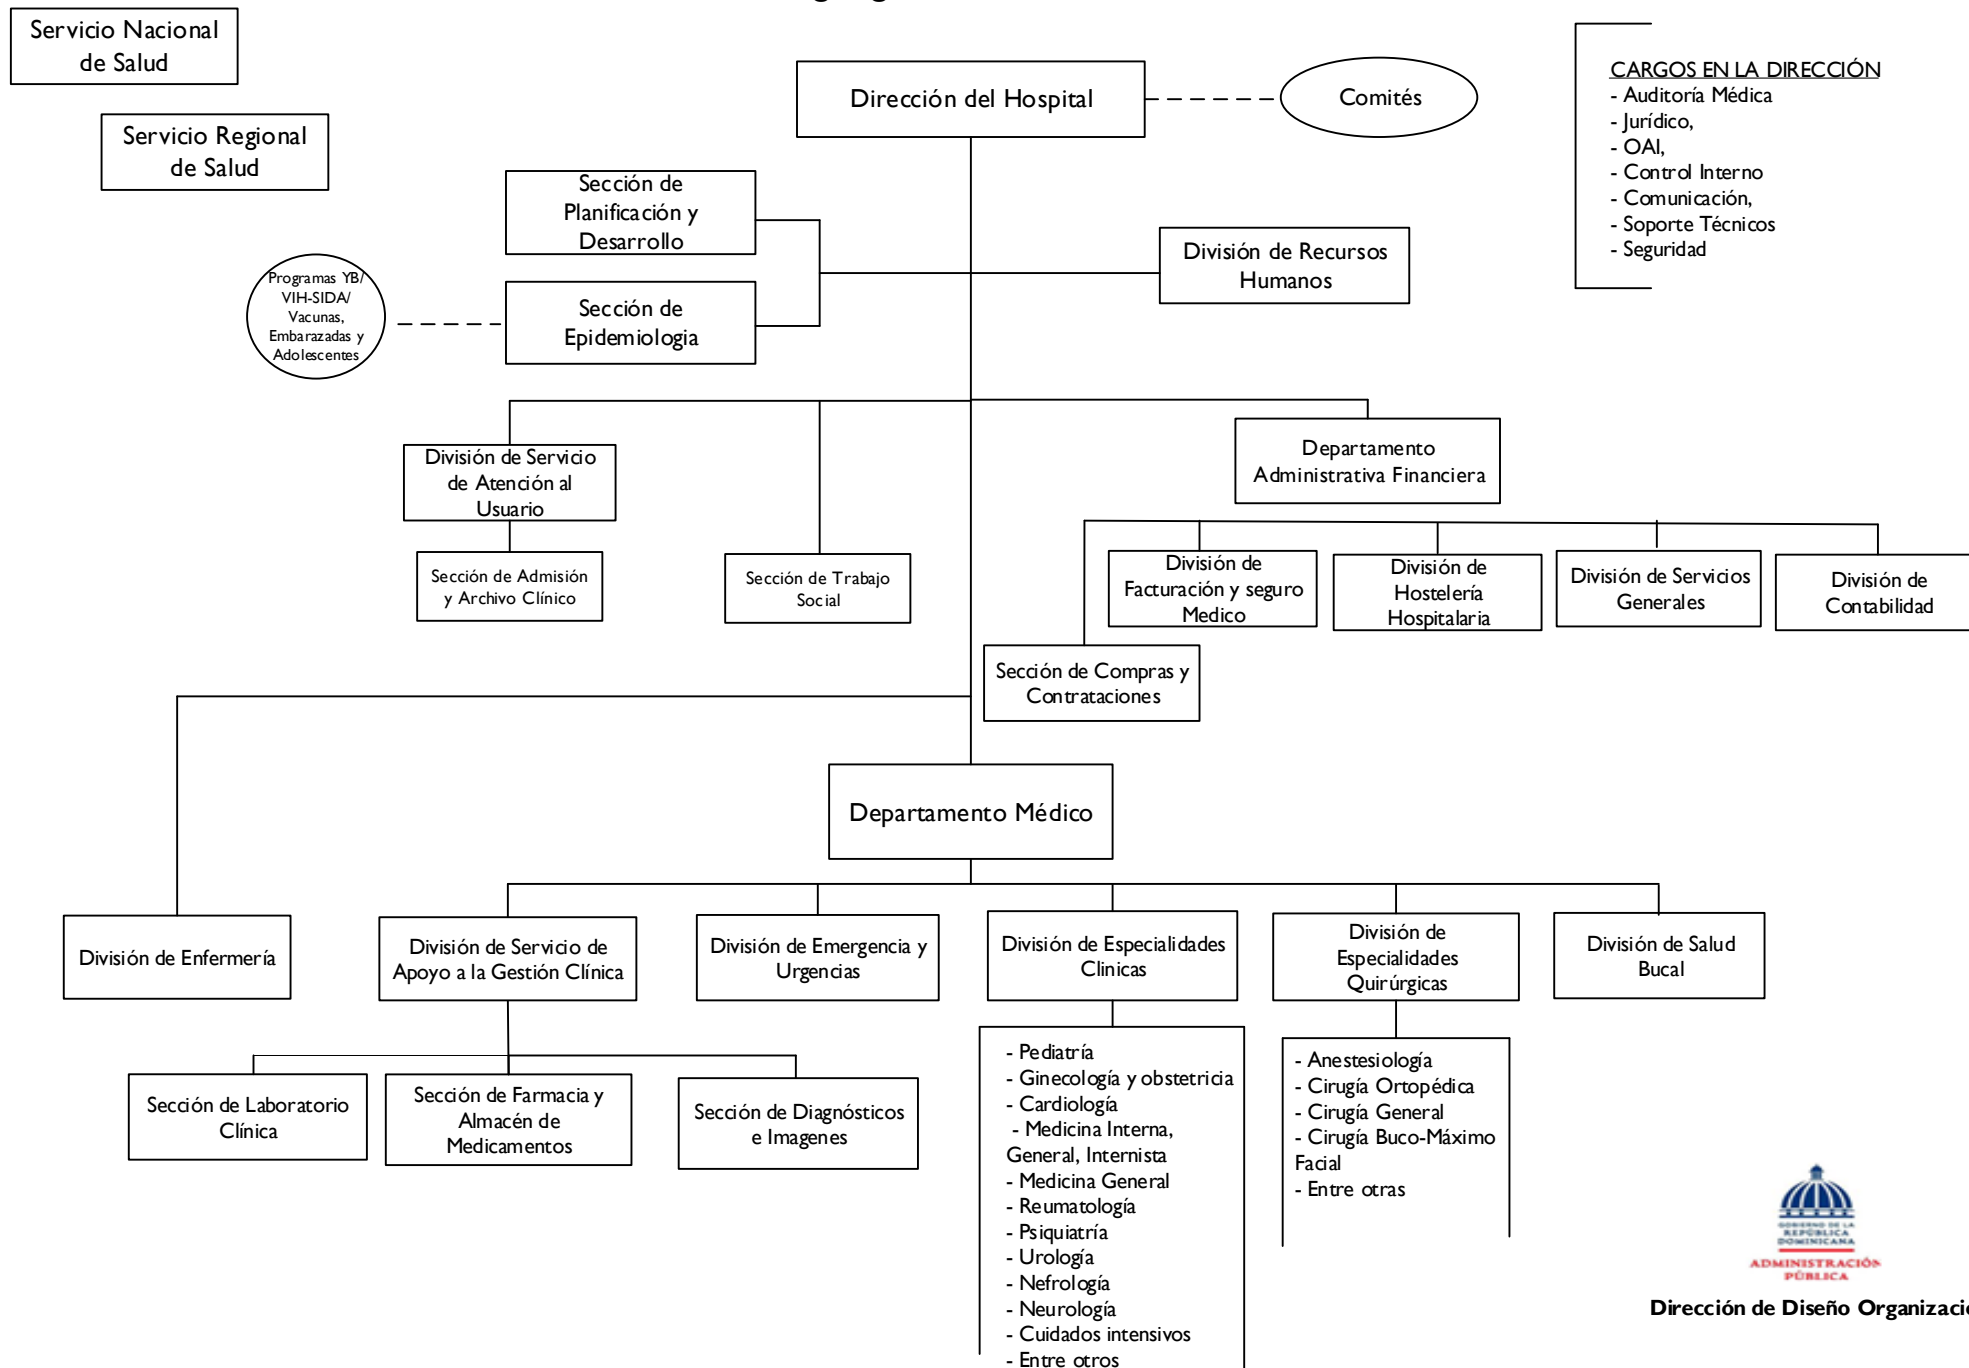 Servicio Nacional
de Salud
Servicio Regional
de Salud
Dirección del Hospital
Comités
CARGOS EN LA DIRECCIÓN
- Auditoría Médica
- Jurídico,
- OAI,
- Control Interno
- Comunicación,
- Soporte Técnicos
- Seguridad
Sección de
Planificación y
Desarrollo
División de Recursos
Humanos
Programas YB/
VIH-SIDA/
Vacunas,
Embarazadas y
Adolescentes
Sección de
Epidemiologia
División de Servicio
de Atención al
Usuario
Departamento
Administrativa Financiera
Sección de Admisión
y Archivo Clínico
Sección de Trabajo
Social
División de
Facturación y seguro
Medico
División de
Hostelería
Hospitalaria
División de Servicios
Generales
División de
Contabilidad
Sección de Compras y
Contrataciones
Departamento Médico
División de Enfermería
División de Servicio de
Apoyo a la Gestión Clínica
División de Emergencia y
Urgencias
División de Especialidades
Clinicas
División de
Especialidades
Quirúrgicas
División de Salud
Bucal
Sección de Laboratorio
Clínica
Sección de Farmacia y
Almacén de
Medicamentos
Sección de Diagnósticos
e Imagenes
- Pediatría
- Ginecología y obstetricia
- Cardiología
- Medicina Interna,
General, Internista
- Medicina General
- Reumatología
- Psiquiatría
- Urología
- Nefrología
- Neurología
- Cuidados intensivos
- Entre otros
- Anestesiología
- Cirugía Ortopédica
- Cirugía General
- Cirugía Buco-Máximo
Facial
- Entre otras
GOBIERNO DE LA
REPÚBLICA
DOMINICANA
ADMINISTRACIÓN
PÚBLICA
Dirección de Diseño